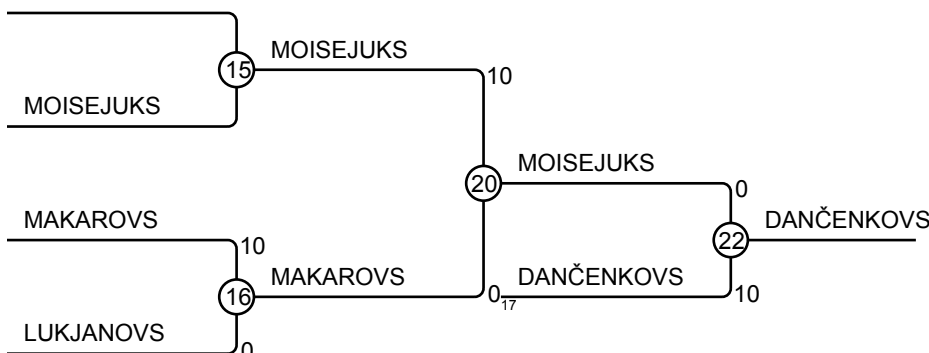 MOISEJUKS
15
10
MOISEJUKS
MOISEJUKS
20
0
MAKAROVS
DANČENKOVS
10
22
MAKAROVS
DANČENKOVS
16
0
17
10
LUKJANOVS
0